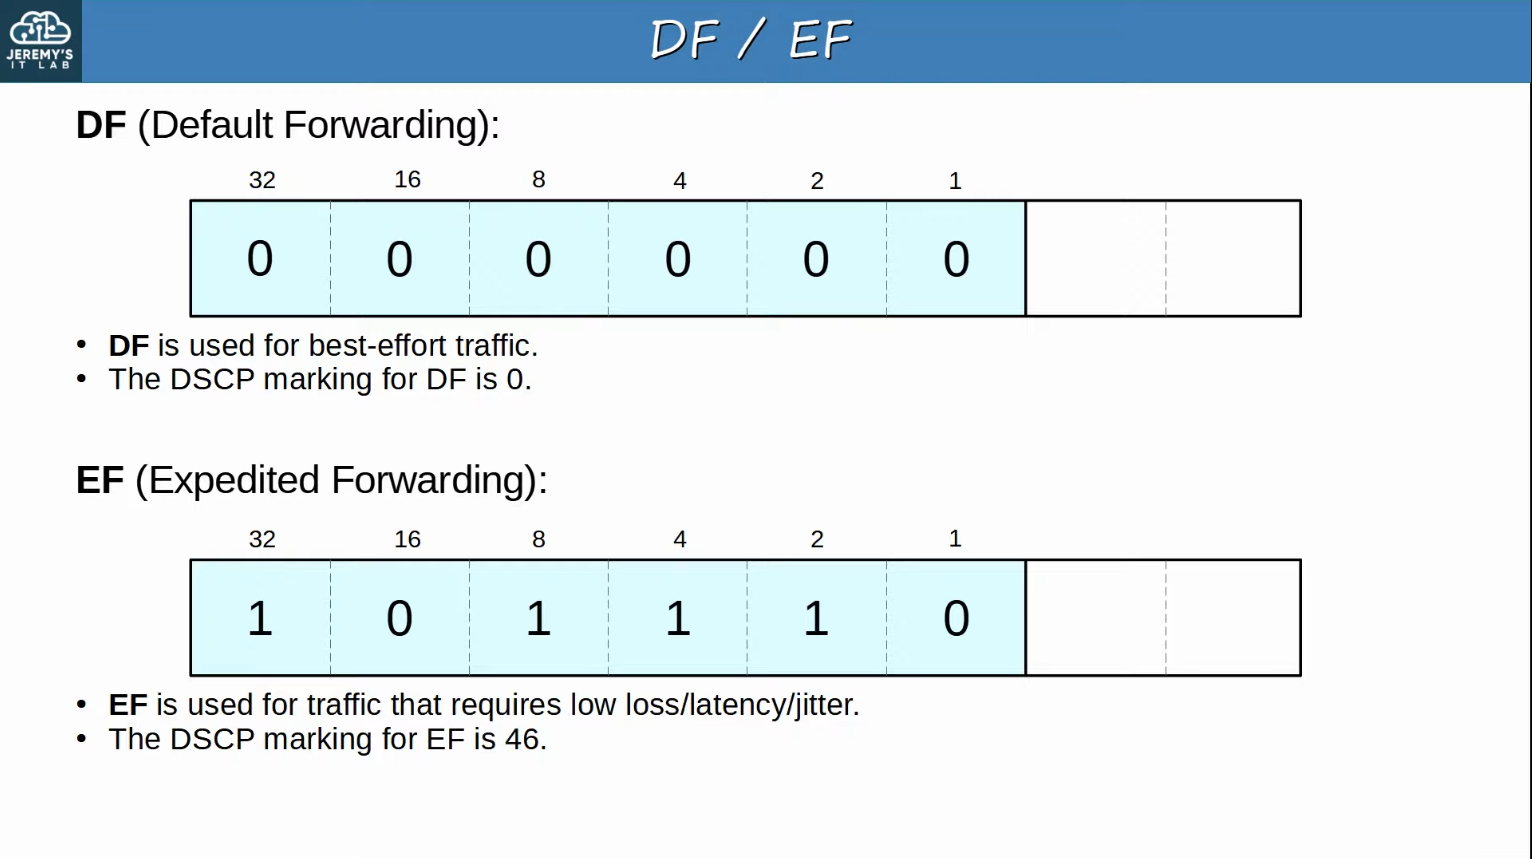 JEREMY'S
IT LAB
DF / EF
DF (Default Forwarding):
32 16 8 4 2 1
0 0 0 0 0 0
• DF is used for best-effort traffic.
• The DSCP marking for DF is 0.
EF (Expedited Forwarding):
32 16 8 4 2 1
1 0 1 1 1 0
• EF is used for traffic that requires low loss/latency/jitter.
• The DSCP marking for EF is 46.